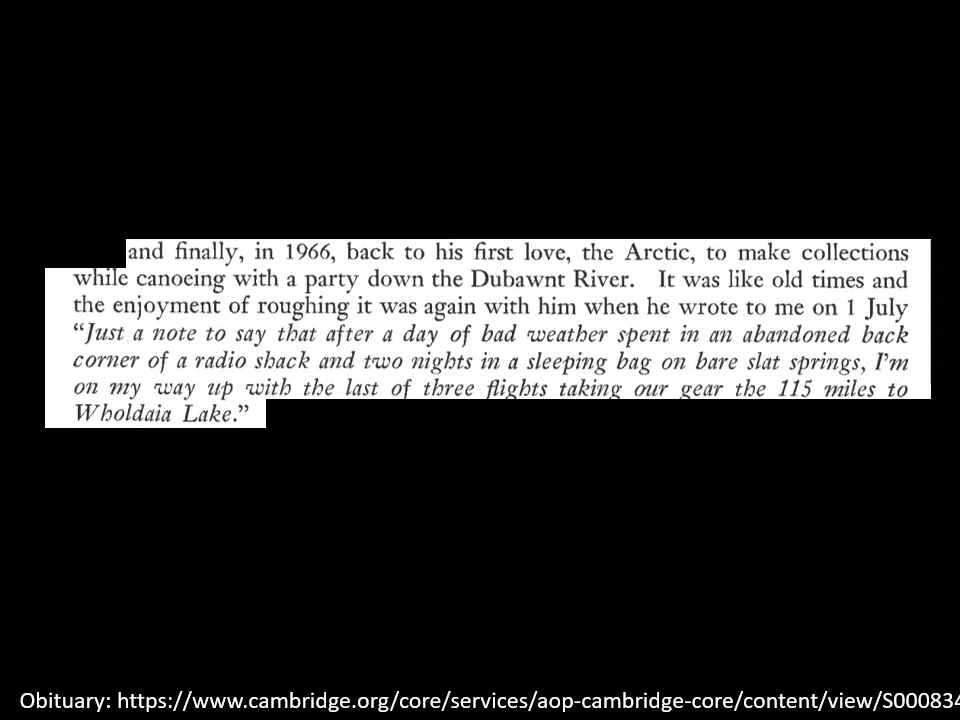 and finally, in 1966, back to his first love, the Arctic, to make collections
while canoeing with a party down the Dubawnt River. It was like old times and
the enjoyment of roughing it was again with him when he wrote to me on 1 July
“Just a note to say that after a day of bad weather spent in an abandoned back
corner of a radio shack and two nights in a sleeping bag on bare slat springs, I’m
on my way up with the last of three flights taking our gear the 115 miles to
Wholdaia Lake.”
Obituary: https://www.cambridge.org/core/services/aop-cambridge-core/content/view/S000834